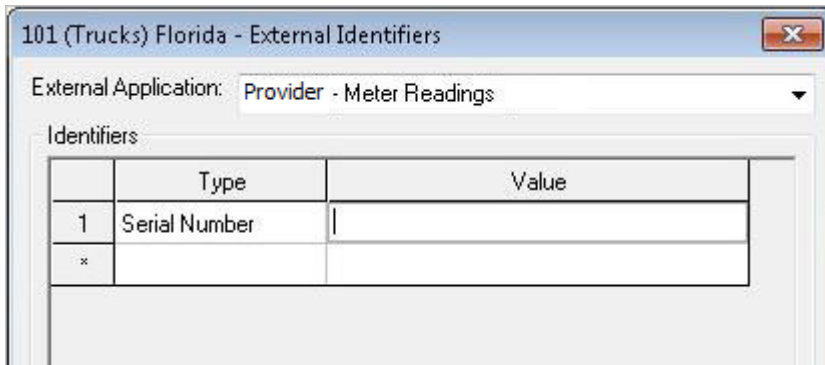 101 (Trucks) Florida - External Identifiers
External Application: Provider - Meter Readings
Identifiers
Type Value
1 Serial Number
*